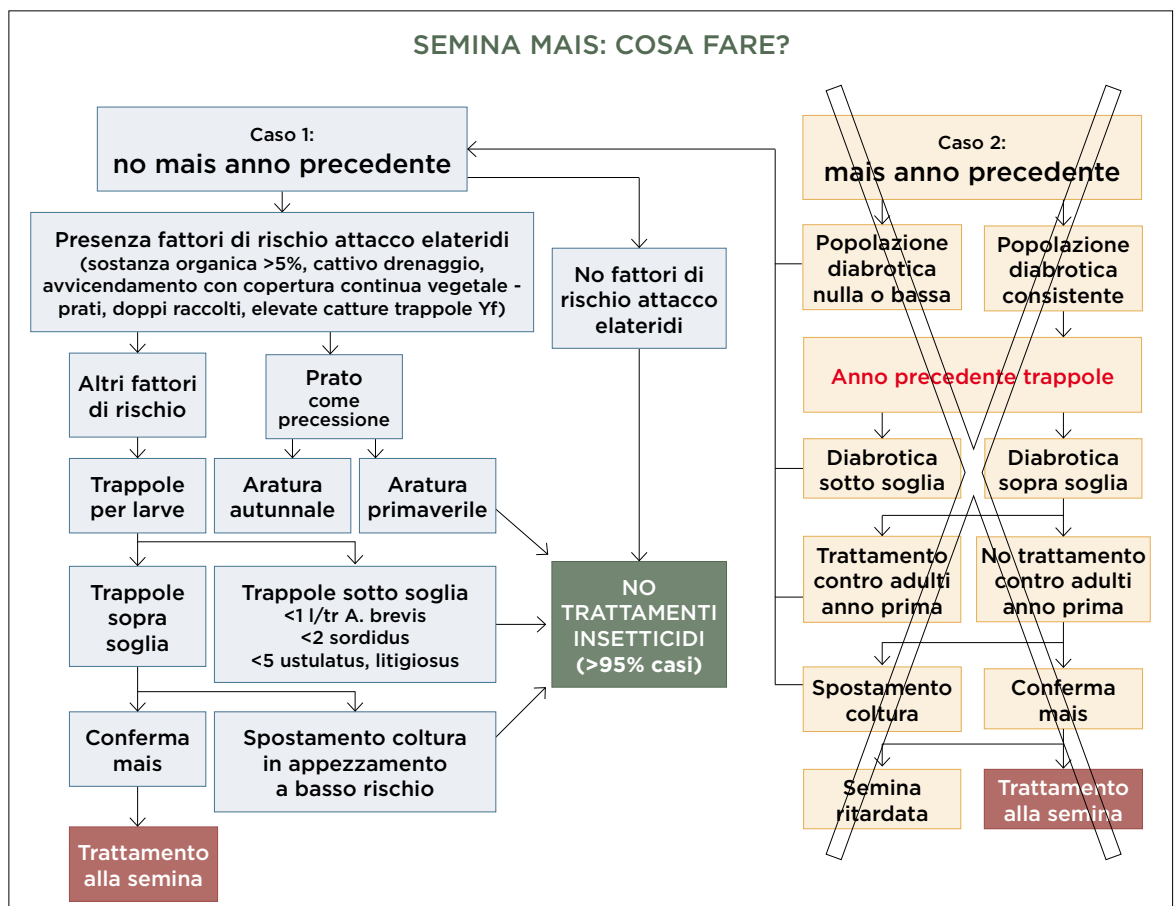 SEMINA MAIS: COSA FARE?
Caso 1:
no mais anno precedente
Presenza fattori di rischio attacco elateridi
(sostanza organica >5%, cattivo drenaggio,
avvicendamento con copertura continua vegetale -
prati, doppi raccolti, elevate catture trappole Yf)
No fattori di
rischio attacco
elateridi
Altri fattori
di rischio
Prato
come
precessione
Trappole
per larve
Aratura
autunnale
Aratura
primaverile
Trappole
sopra
soglia
Trappole sotto soglia
<1 l/tr A. brevis
<2 sordidus
<5 ustulatus, litigiosus
NO
TRATTAMENTI
INSETTICIDI
(>95% casi)
Conferma
mais
Spostamento coltura
in appezzamento
a basso rischio
Trattamento
alla semina
Caso 2:
mais anno precedente
Popolazione
diabrotica
nulla o bassa
Popolazione
diabrotica
consistente
Anno precedente trappole
Diabrotica
sotto soglia
Diabrotica
sopra soglia
Trattamento
contro adulti
anno prima
No trattamento
contro adulti
anno prima
Spostamento
coltura
Conferma
mais
Semina
ritardata
Trattamento
alla semina